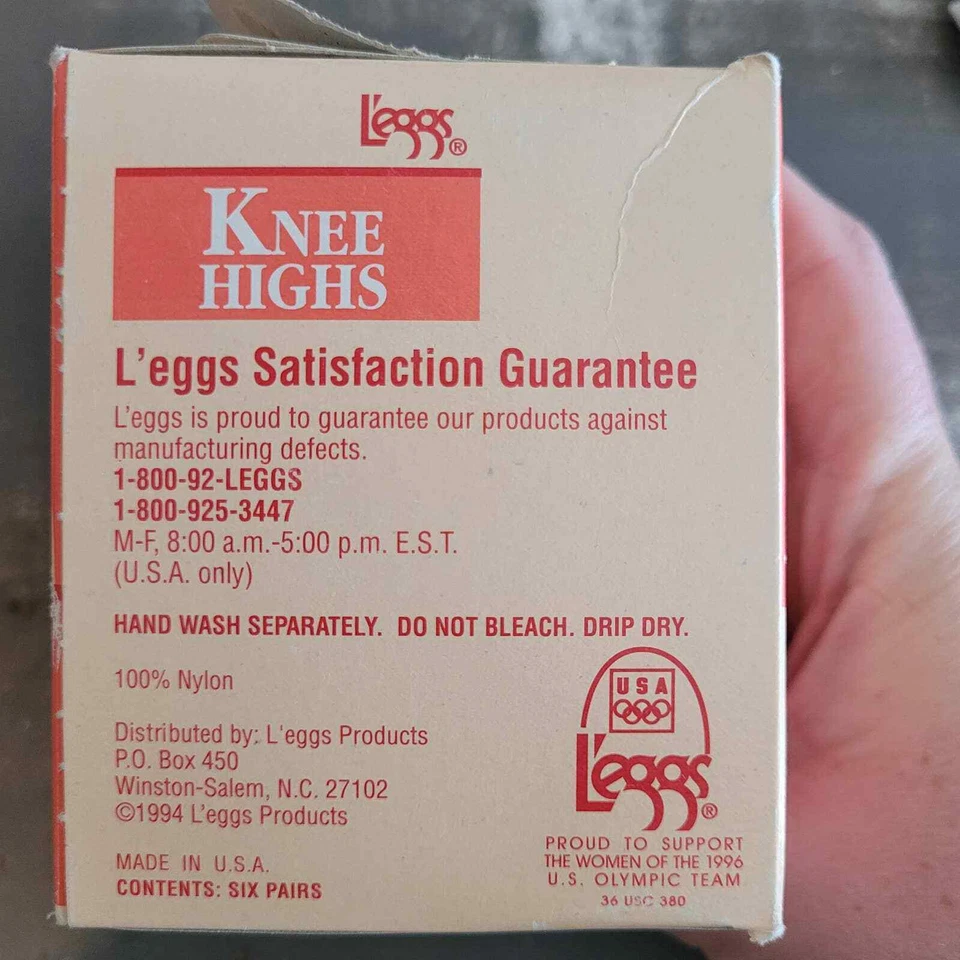 L'eggs®
KNEE
HIGHS
L'eggs Satisfaction Guarantee
L'eggs is proud to guarantee our products against
manufacturing defects.
1-800-92-LEGGS
1-800-925-3447
M-F, 8:00 a.m.-5:00 p.m. E.S.T.
(U.S.A. only)
HAND WASH SEPARATELY. DO NOT BLEACH. DRIP DRY.
100% Nylon
Distributed by: L'eggs Products
P.O. Box 450
Winston-Salem, N.C. 27102
©1994 L'eggs Products
MADE IN U.S.A.
CONTENTS: SIX PAIRS
USA
L'eggs®
PROUD TO SUPPORT
THE WOMEN OF THE 1996
U.S. OLYMPIC TEAM
36 USC 380